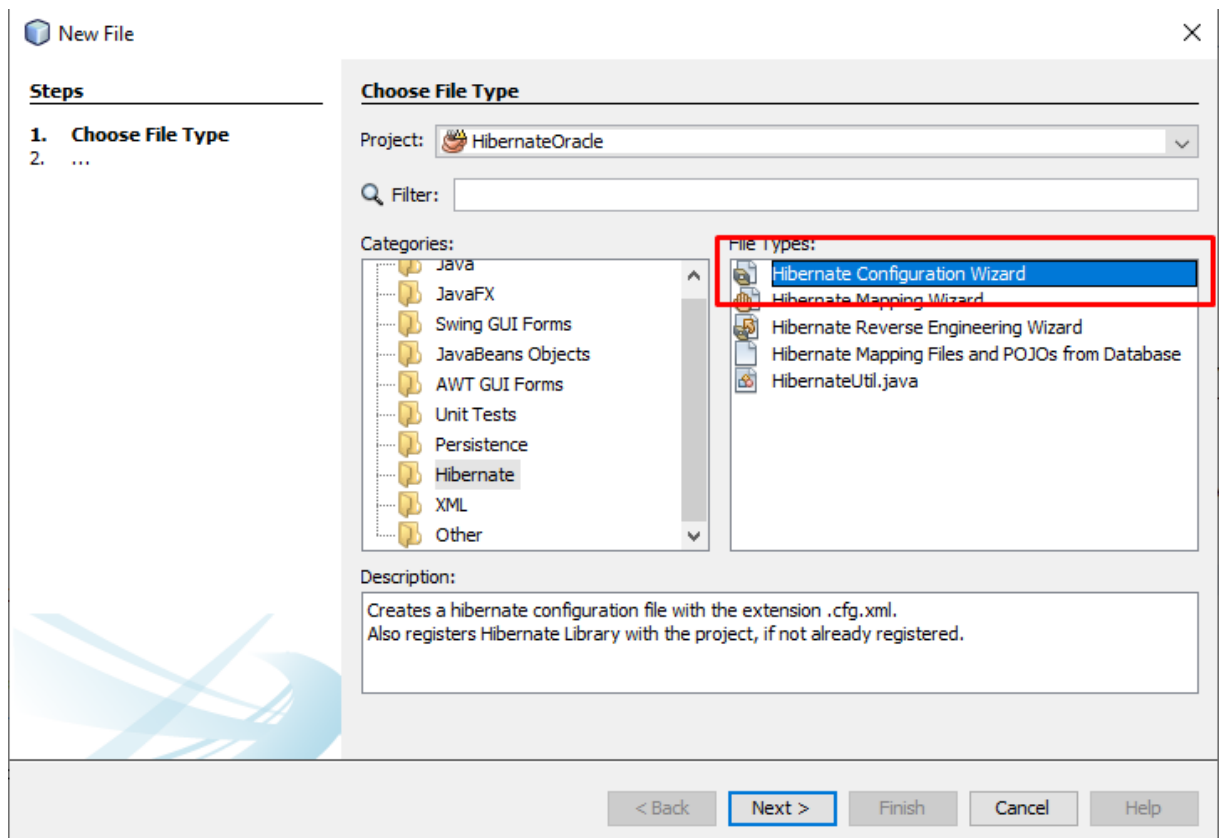 New File
Steps
1. Choose File Type
2. ...
Choose File Type
Project: HibernateOracle
Filter:
Categories:
Java
JavaFX
Swing GUI Forms
JavaBeans Objects
AWT GUI Forms
Unit Tests
Persistence
Hibernate
XML
Other
File Types:
Hibernate Configuration Wizard
Hibernate Mapping Wizard
Hibernate Reverse Engineering Wizard
Hibernate Mapping Files and POJOs from Database
HibernateUtil.java
Description:
Creates a hibernate configuration file with the extension .cfg.xml.
Also registers Hibernate Library with the project, if not already registered.
< Back Next > Finish Cancel Help